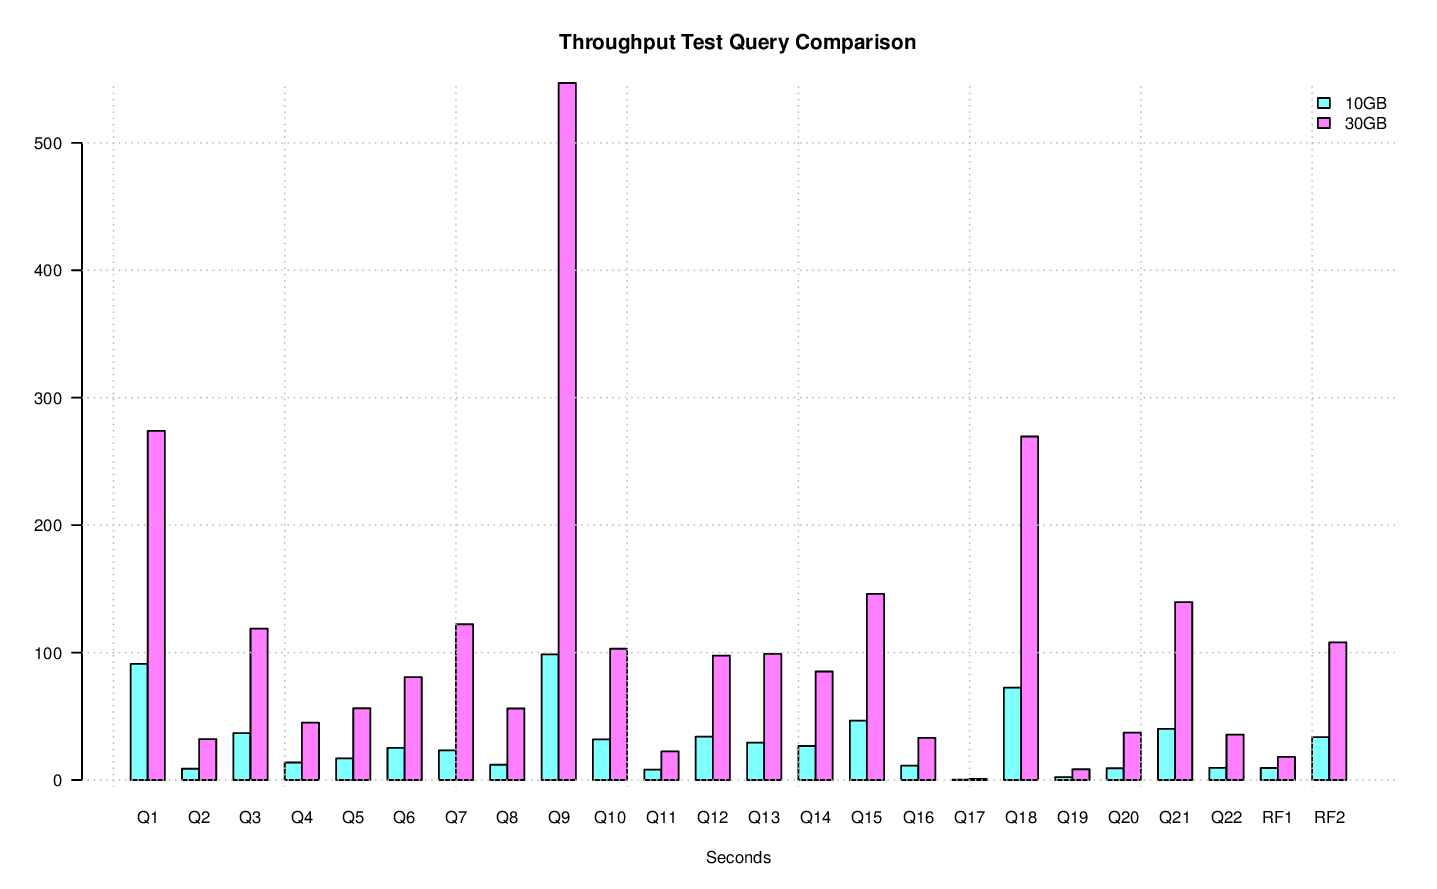 Throughput Test Query Comparison
10GB
30GB
500
400
300
200
100
0
Q1 Q2 Q3 Q4 Q5 Q6 Q7 Q8 Q9 Q10 Q11 Q12 Q13 Q14 Q15 Q16 Q17 Q18 Q19 Q20 Q21 Q22 RF1 RF2
Seconds